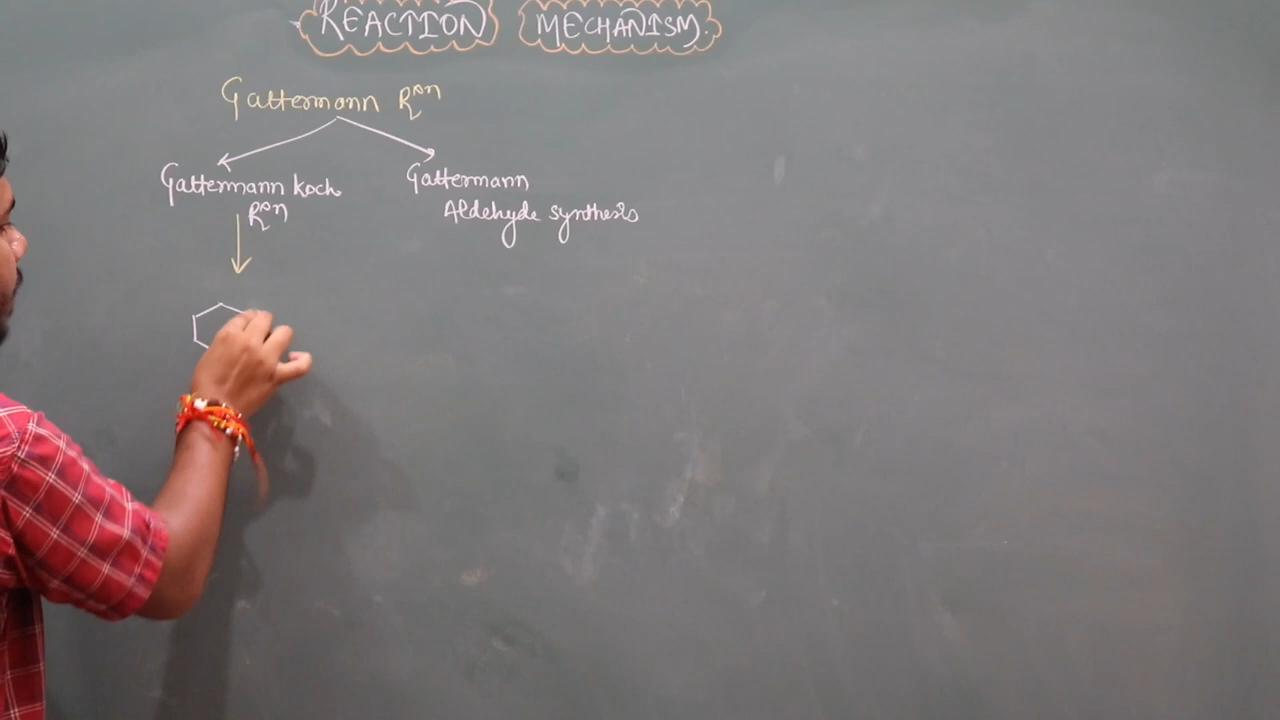 REACTION MECHANISM.
Gattermann Rxn
Gattermann Koch
Rxn
Gattermann
Aldehyde synthesis